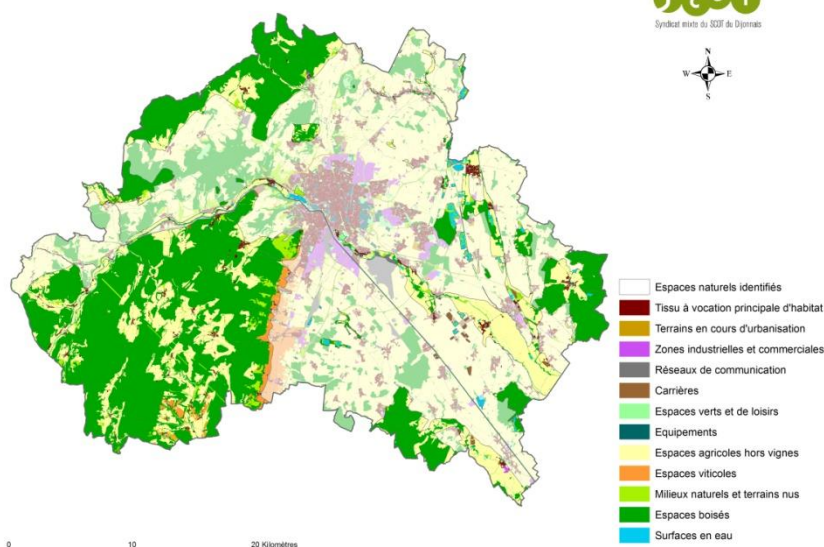 Syndicat mixte du SCOT du Dijonnais
N
W E
S
Espaces naturels identifiés
Tissu à vocation principale d'habitat
Terrains en cours d'urbanisation
Zones industrielles et commerciales
Réseaux de communication
Carrières
Espaces verts et de loisirs
Equipements
Espaces agricoles hors vignes
Espaces viticoles
Milieux naturels et terrains nus
Espaces boisés
Surfaces en eau
0 10 20 Kilomètres